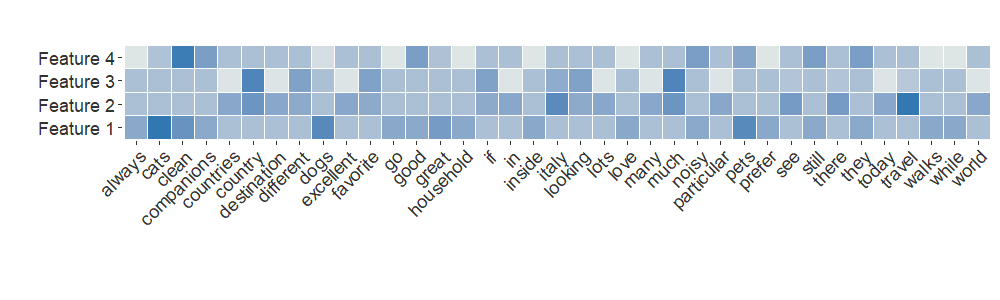 Feature 4
Feature 3
Feature 2
Feature 1
always
cats
clean
companions
countries
country
destination
different
dogs
excellent
favorite
go
good
great
household
if
in
inside
italy
looking
lots
love
many
much
noisy
particular
pets
prefer
see
still
there
they
today
travel
walks
while
world